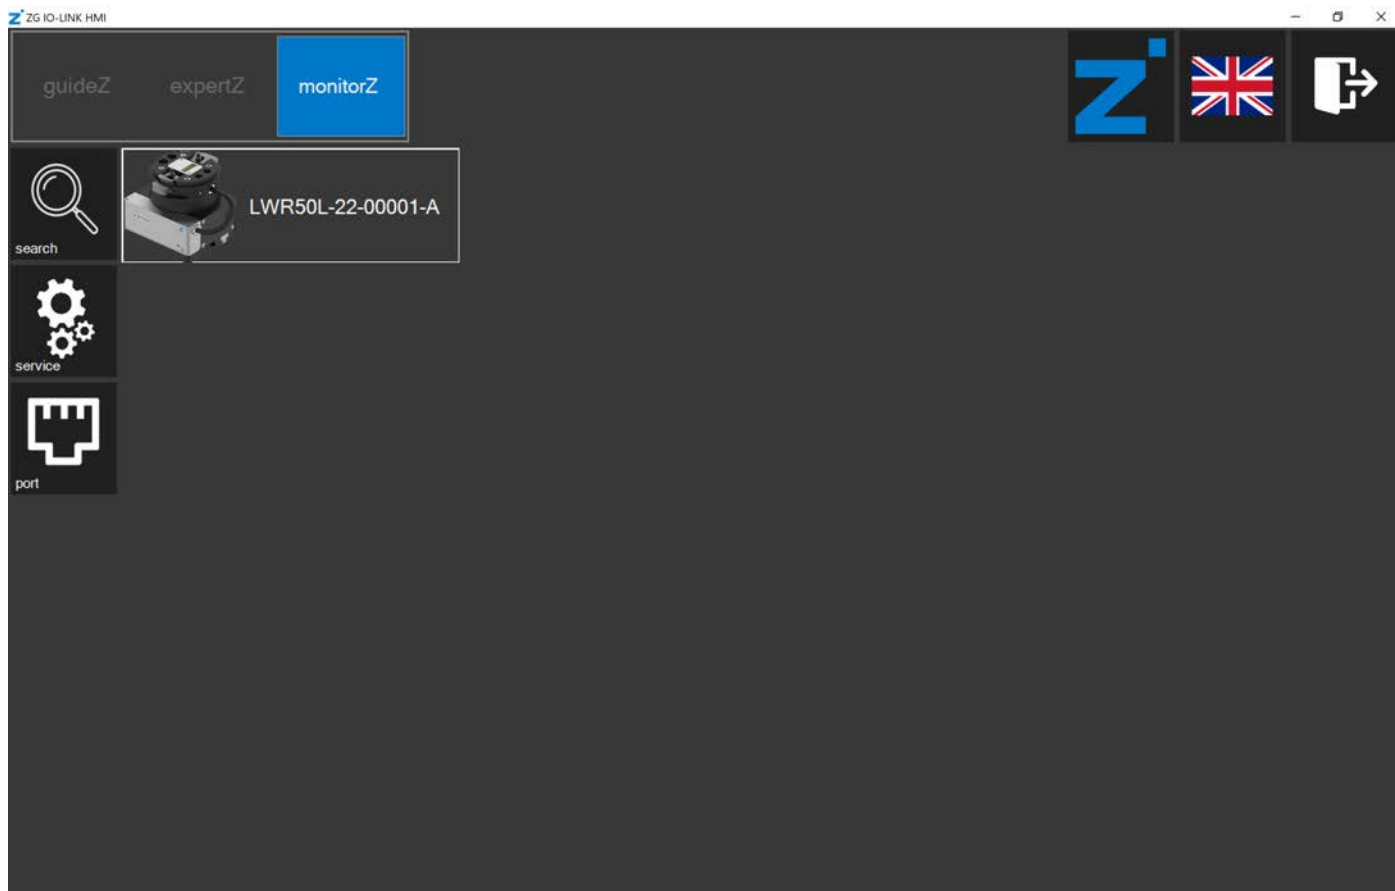 ZG IO-LINK HMI
guideZ
expertZ
monitorZ
search
LWR50L-22-00001-A
service
port